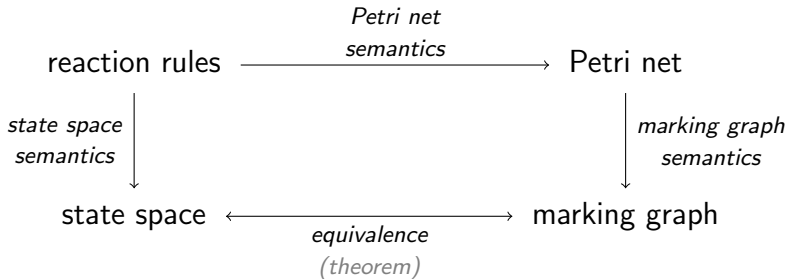 Petri net
semantics
reaction rules
Petri net
state space
semantics
marking graph
semantics
state space
marking graph
equivalence
(theorem)